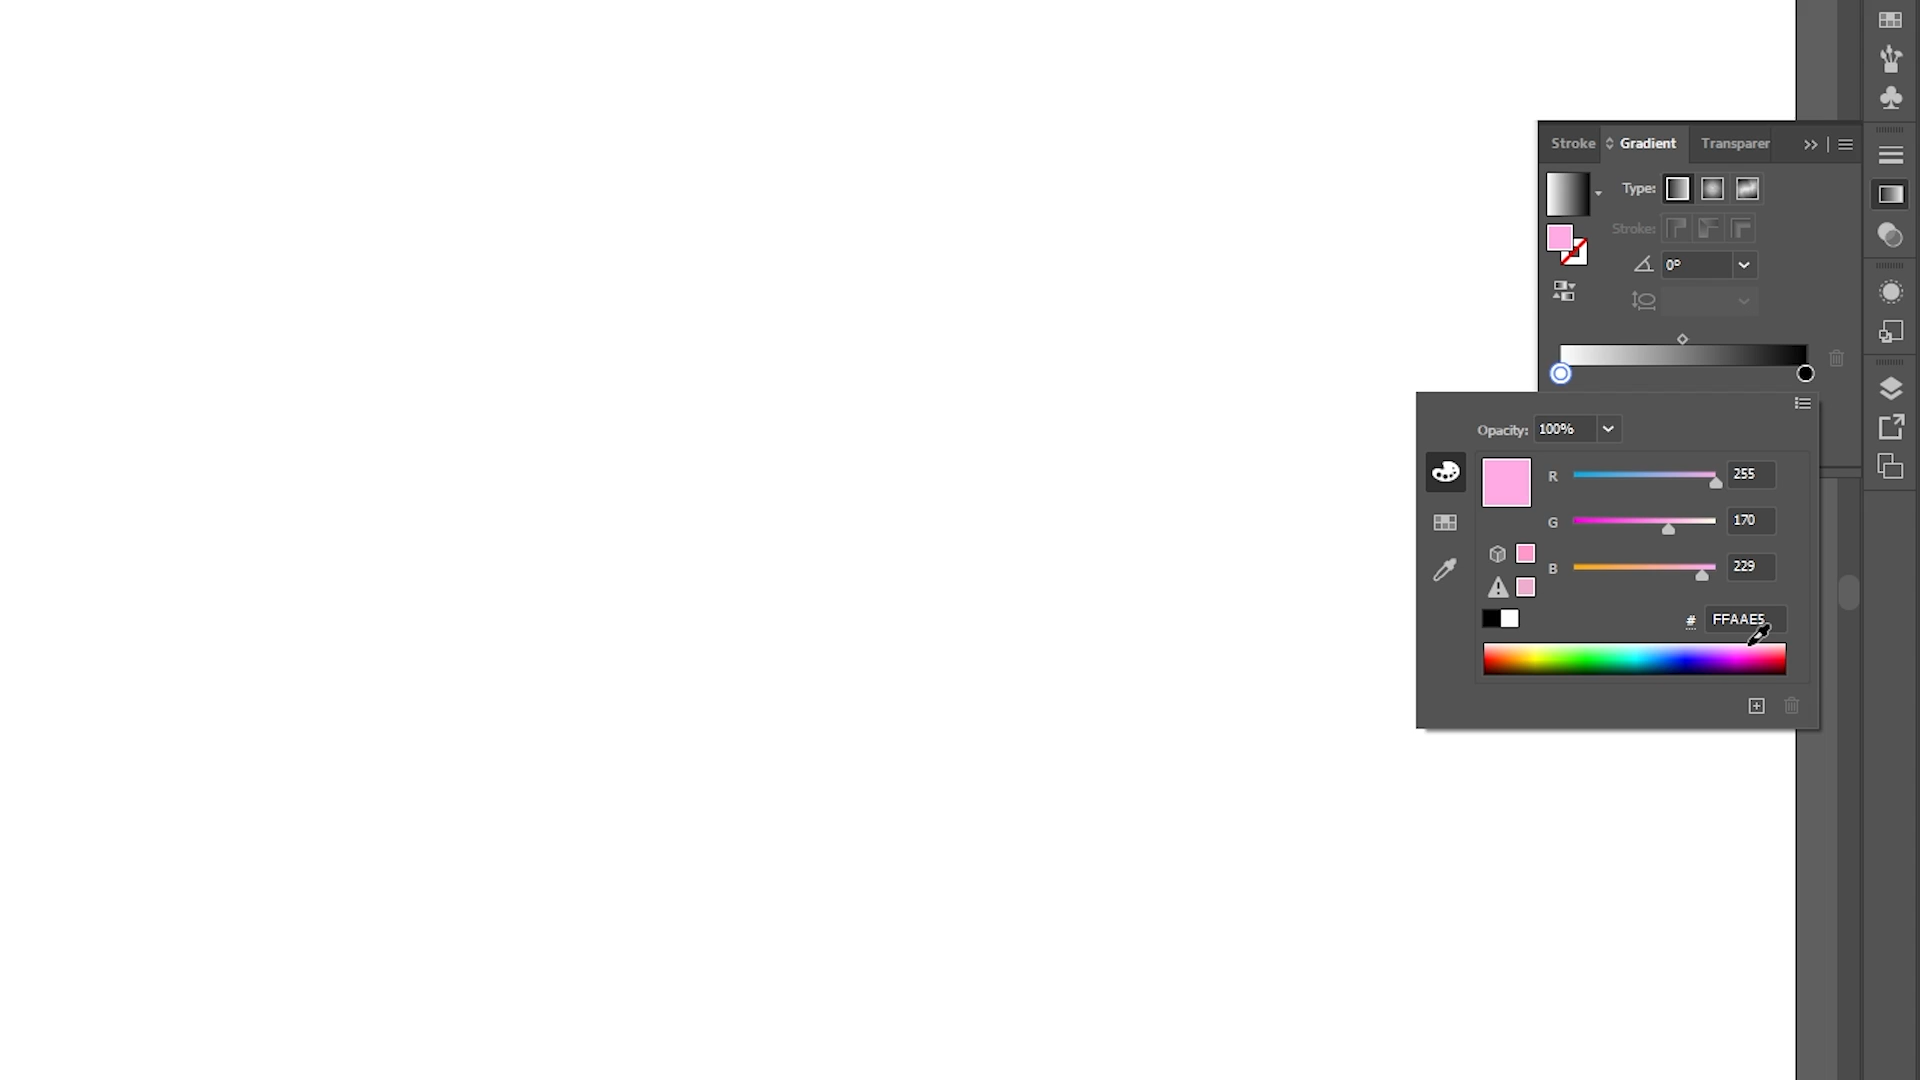 Stroke Gradient Transparer
Type:
Stroke:
0°
Opacity: 100%
R 255
G 170
B 229
# FFAAE5